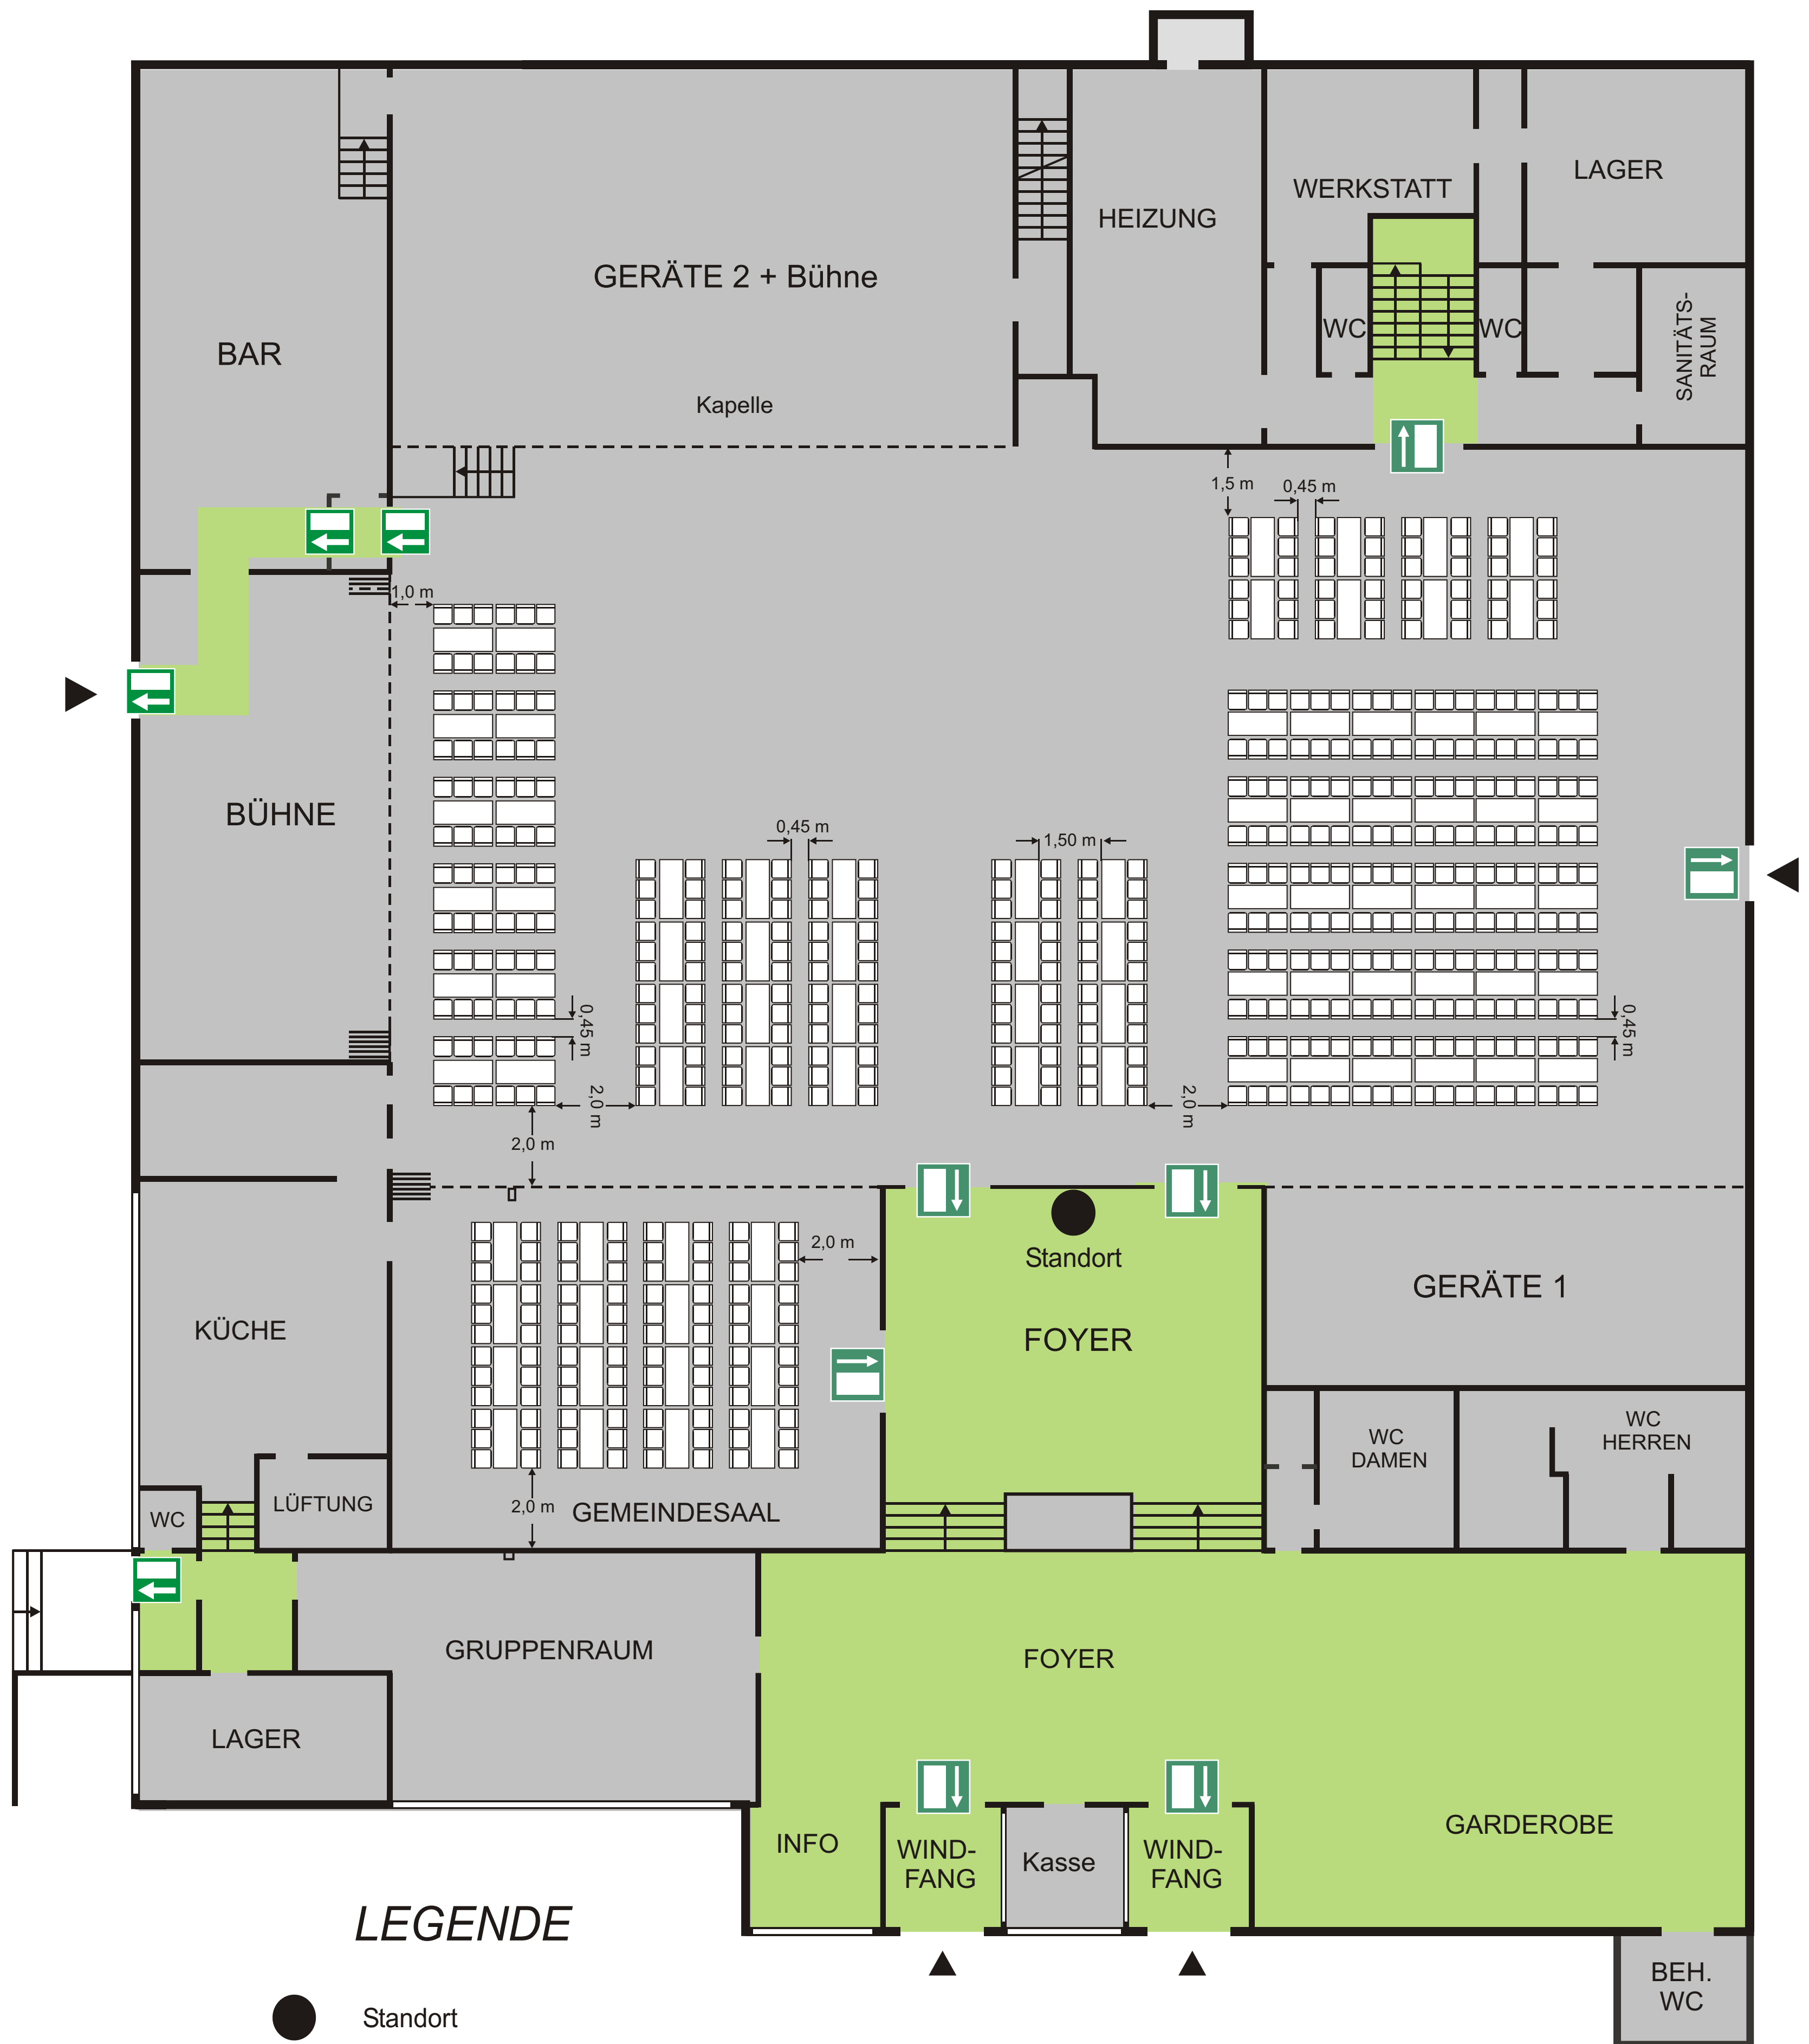 LAGER
WERKSTATT
HEIZUNG
GERÄTE 2 + Bühne
WC
WC
SANITÄTS-
RAUM
BAR
Kapelle
1,5 m
0,45 m
1,0 m
BÜHNE
0,45 m
1,50 m
0,45 m
0,45 m
2,0 m
2,0 m
2,0 m
2,0 m
Standort
GERÄTE 1
KÜCHE
FOYER
WC
HERREN
WC
DAMEN
LÜFTUNG
2,0 m
GEMEINDESAAL
WC
GRUPPENRAUM
FOYER
LAGER
GARDEROBE
INFO
WIND-
FANG
Kasse
WIND-
FANG
LEGENDE
BEH.
WC
Standort